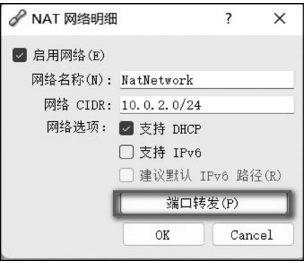 NAT 网络明细 ? ×
启用网络(E)
网络名称(N): NatNetwork
网络 CIDR: 10.0.2.0/24
网络选项: 支持 DHCP
支持 IPv6
建议默认 IPv6 路径(R)
端口转发(P)
OK Cancel